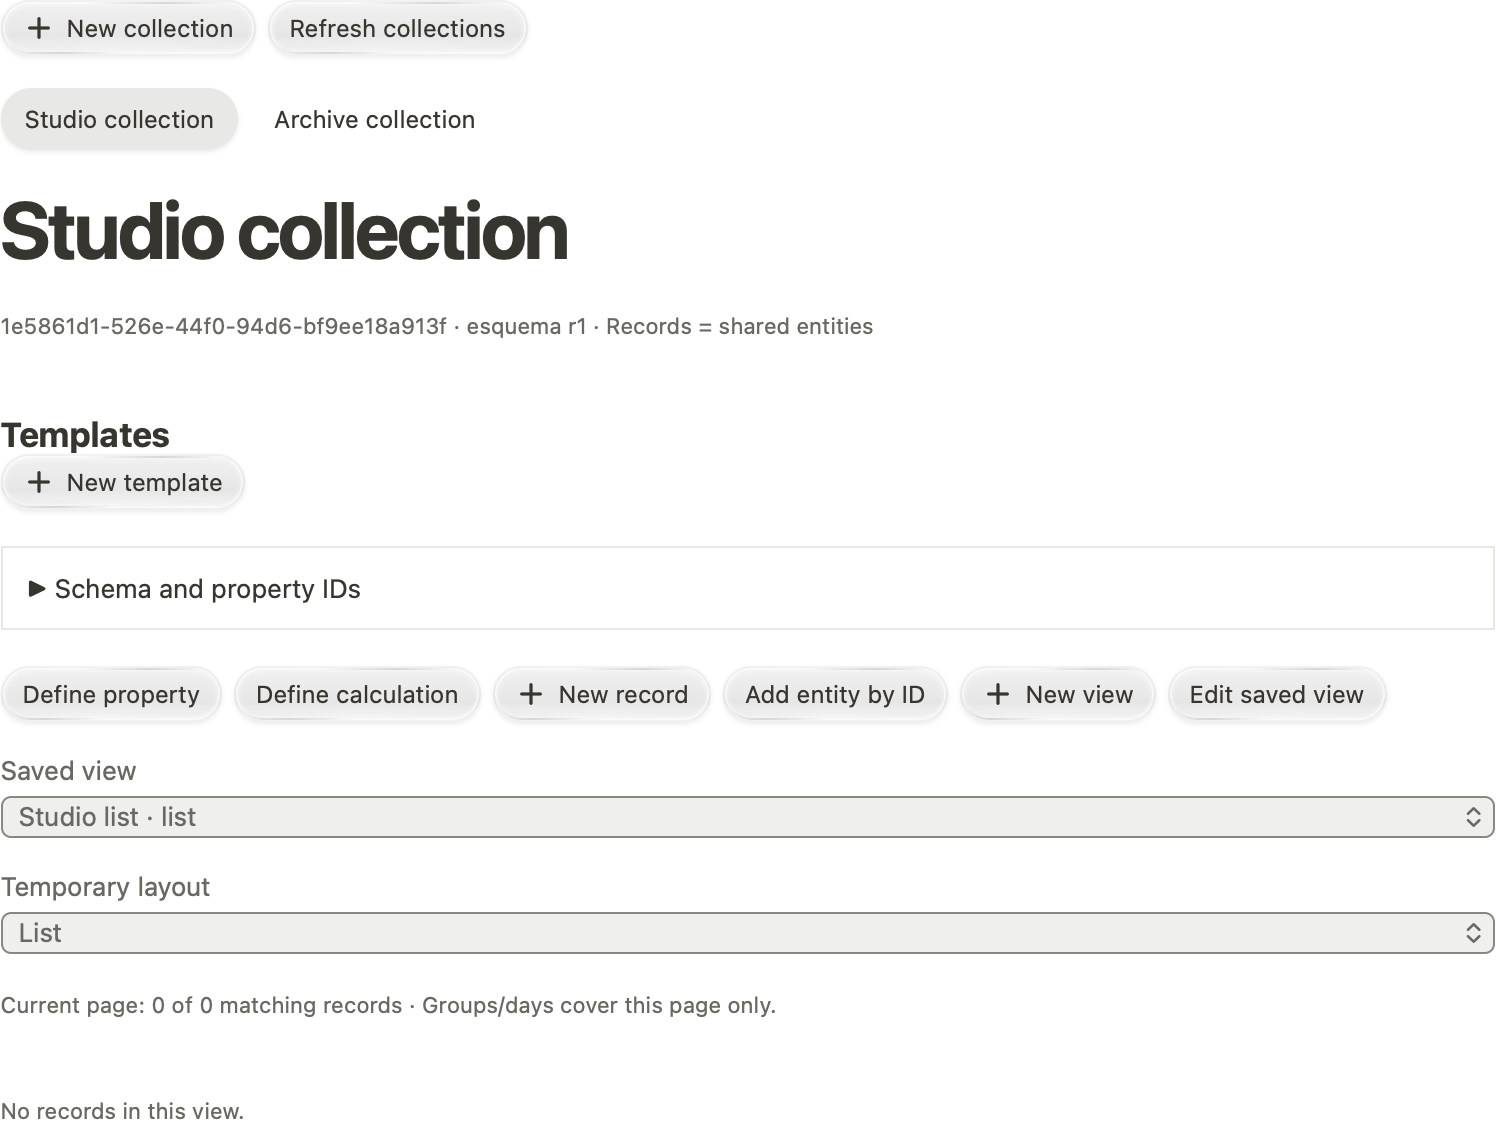 New collection Refresh collections
Studio collection Archive collection
Studio collection
1e5861d1-526e-44f0-94d6-bf9ee18a913f · esquema r1 · Records = shared entities
Templates
New template
Schema and property IDs
Define property Define calculation New record Add entity by ID New view Edit saved view
Saved view
Studio list · list
Temporary layout
List
Current page: 0 of 0 matching records · Groups/days cover this page only.
No records in this view.